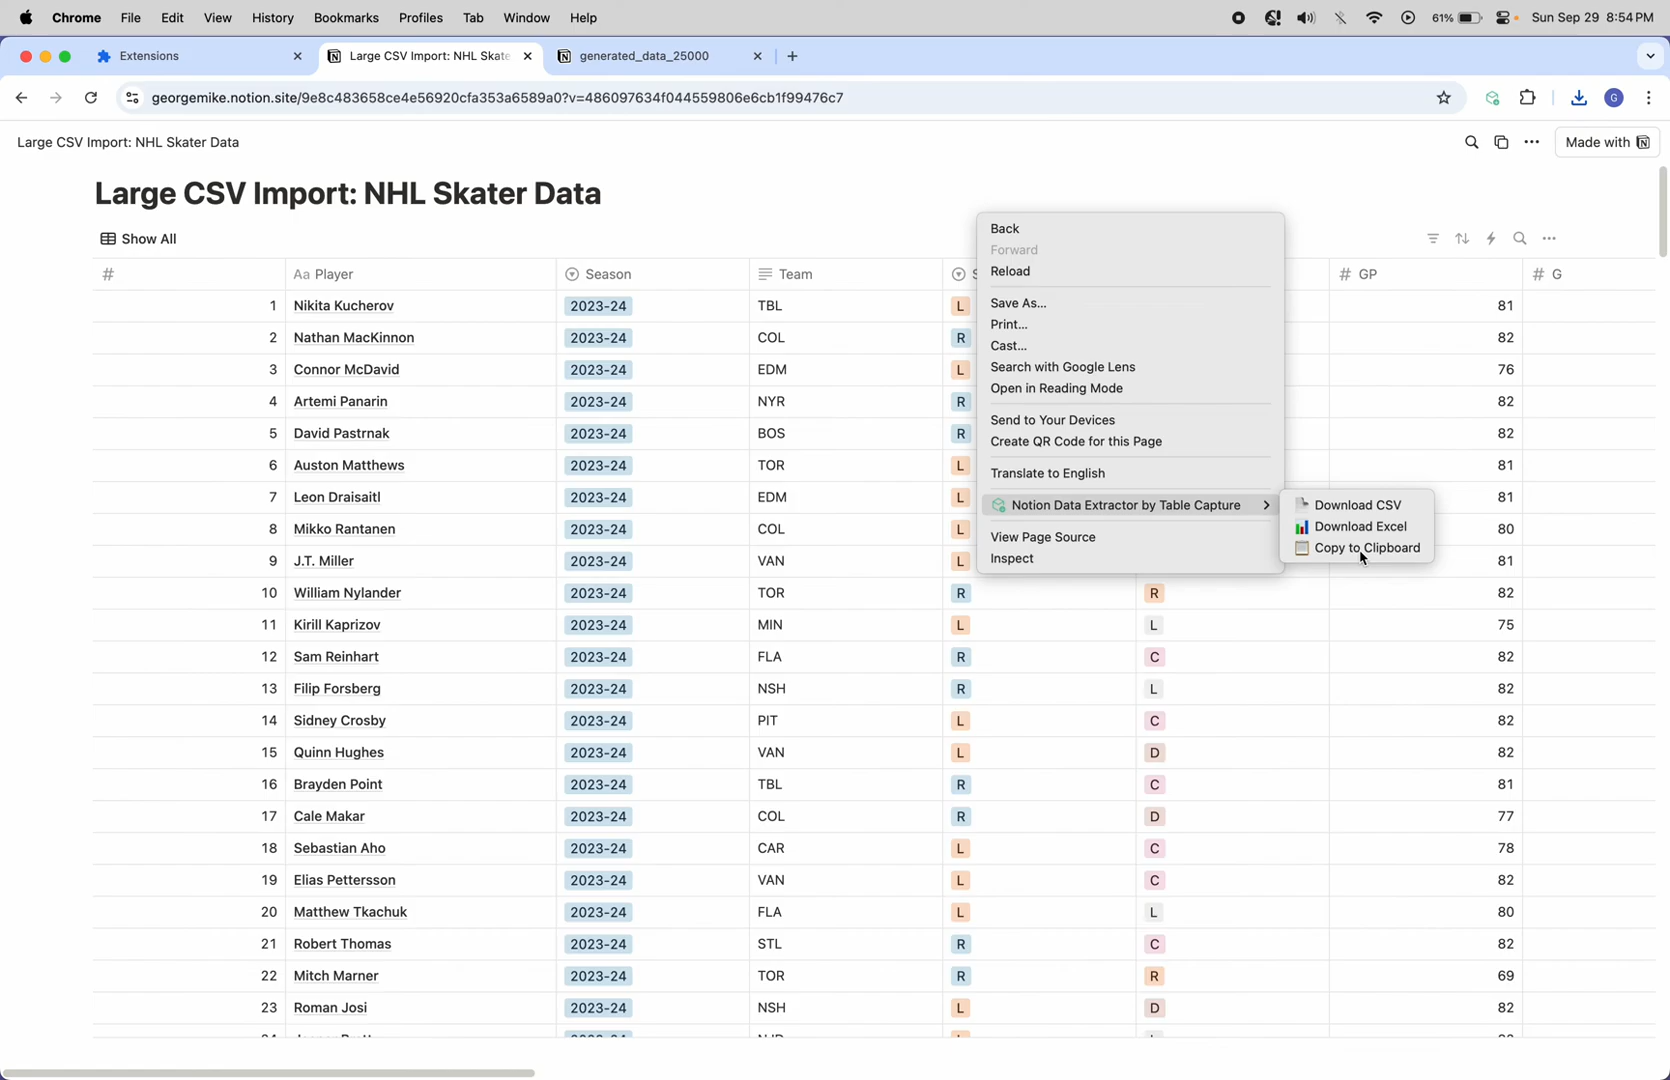 Chrome File Edit View History Bookmarks Profiles Tab Window Help 61% Sun Sep 29 8:54 PM
Extensions Large CSV Import: NHL Skate generated_data_25000
georgemike.notion.site/9e8c483658ce4e56920cfa353a6589a0?v=486097634f044559806e6cb1f99476c7 G
Large CSV Import: NHL Skater Data Made with
Large CSV Import: NHL Skater Data
Show All
# Aa Player Season Team # GP # G
1 Nikita Kucherov 2023-24 TBL L 81
2 Nathan MacKinnon 2023-24 COL R 82
3 Connor McDavid 2023-24 EDM L 76
4 Artemi Panarin 2023-24 NYR R 82
5 David Pastrnak 2023-24 BOS R 82
6 Auston Matthews 2023-24 TOR L 81
7 Leon Draisaitl 2023-24 EDM L 81
8 Mikko Rantanen 2023-24 COL L 80
9 J.T. Miller 2023-24 VAN L 81
10 William Nylander 2023-24 TOR R R 82
11 Kirill Kaprizov 2023-24 MIN L L 75
12 Sam Reinhart 2023-24 FLA R C 82
13 Filip Forsberg 2023-24 NSH R L 82
14 Sidney Crosby 2023-24 PIT L C 82
15 Quinn Hughes 2023-24 VAN L D 82
16 Brayden Point 2023-24 TBL R C 81
17 Cale Makar 2023-24 COL R D 77
18 Sebastian Aho 2023-24 CAR L C 78
19 Elias Pettersson 2023-24 VAN L C 82
20 Matthew Tkachuk 2023-24 FLA L L 80
21 Robert Thomas 2023-24 STL R C 82
22 Mitch Marner 2023-24 TOR R R 69
23 Roman Josi 2023-24 NSH L D 82
Back
Forward
Reload
Save As...
Print...
Cast...
Search with Google Lens
Open in Reading Mode
Send to Your Devices
Create QR Code for this Page
Translate to English
Notion Data Extractor by Table Capture
View Page Source
Inspect
Download CSV
Download Excel
Copy to Clipboard